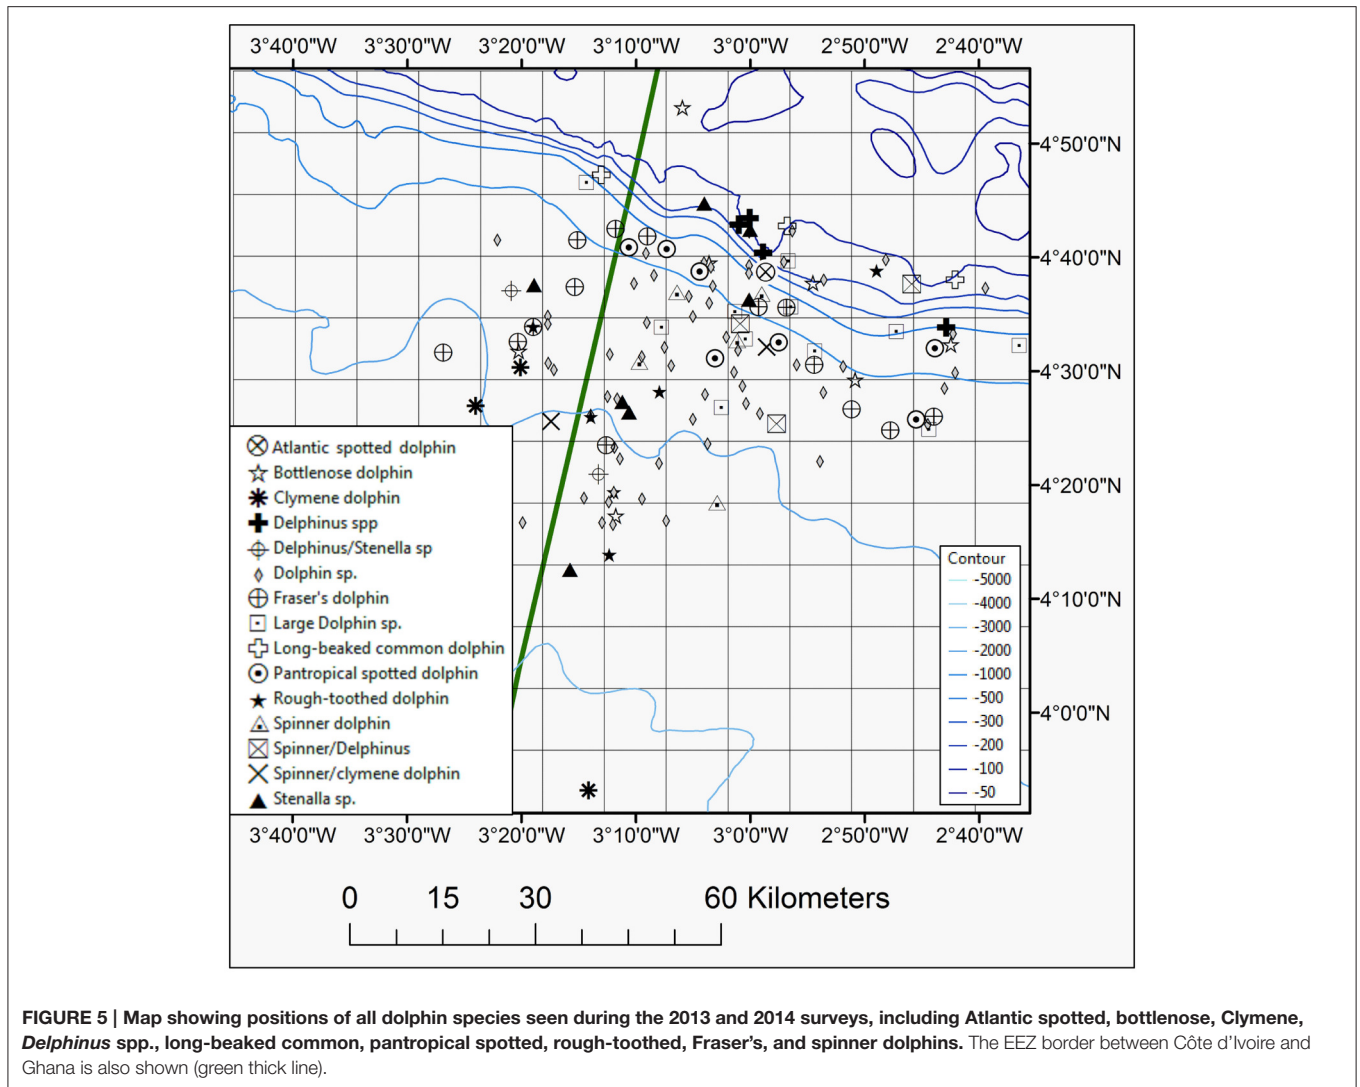 3°40'0"W 3°30'0"W 3°20'0"W 3°10'0"W 3°0'0"W 2°50'0"W 2°40'0"W
4°50'0"N
4°40'0"N
4°30'0"N
4°20'0"N
4°10'0"N
4°0'0"N
Atlantic spotted dolphin
Bottlenose dolphin
Clymene dolphin
Delphinus spp
Delphinus/Stenella sp
Dolphin sp.
Fraser's dolphin
Large Dolphin sp.
Long-beaked common dolphin
Pantropical spotted dolphin
Rough-toothed dolphin
Spinner dolphin
Spinner/Delphinus
Spinner/clymene dolphin
Stenalla sp.
Contour
-5000
-4000
-3000
-2000
-1000
-500
-300
-200
-100
-50
3°40'0"W 3°30'0"W 3°20'0"W 3°10'0"W 3°0'0"W 2°50'0"W 2°40'0"W
0 15 30 60 Kilometers
FIGURE 5 | Map showing positions of all dolphin species seen during the 2013 and 2014 surveys, including Atlantic spotted, bottlenose, Clymene,
Delphinus spp., long-beaked common, pantropical spotted, rough-toothed, Fraser's, and spinner dolphins. The EEZ border between Côte d'Ivoire and
Ghana is also shown (green thick line).